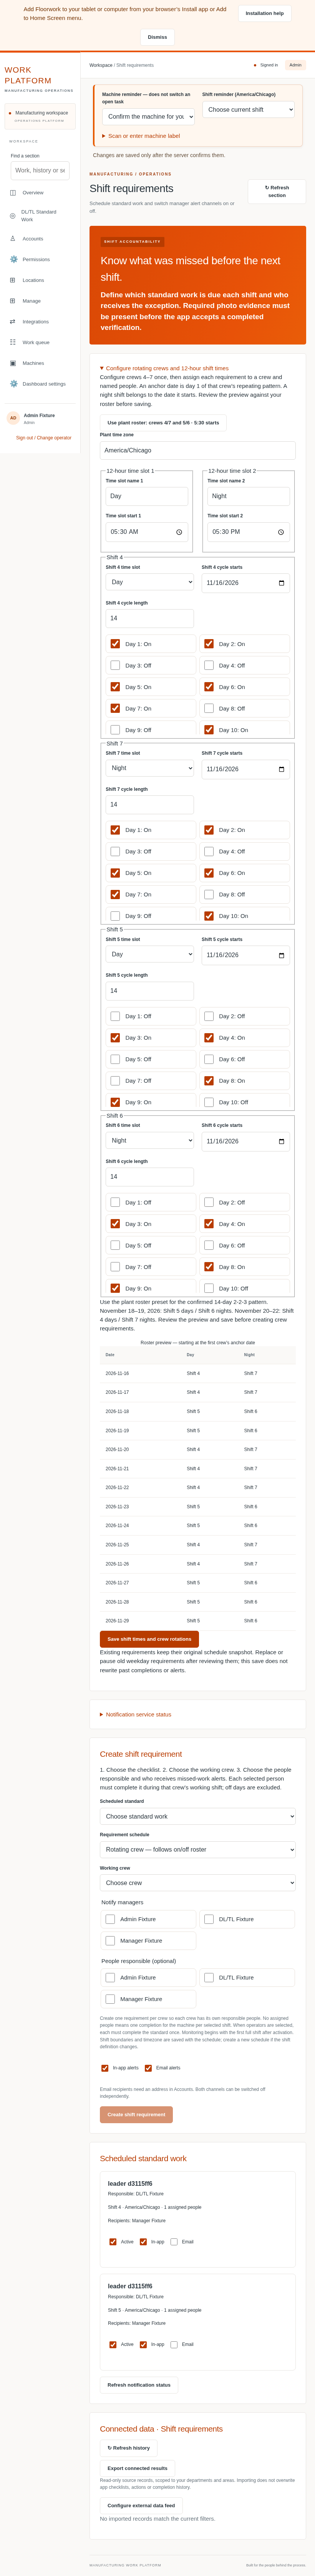 Add Floorwork to your tablet or computer from your browser's Install app or Add
to Home Screen menu.
Installation help
Dismiss
WORK
PLATFORM
MANUFACTURING OPERATIONS
Manufacturing workspace
OPERATIONS PLATFORM
WORKSPACE
Find a section
Work, history or se
Overview
DL/TL Standard
Work
Accounts
Permissions
Locations
Manage
Integrations
Work queue
Machines
Dashboard settings
AR
Admin Fixture
Admin
Sign out / Change operator
Workspace / Shift requirements
Signed in
Admin
Machine reminder — does not switch an
open task
Confirm the machine for you
Shift reminder (America/Chicago)
Choose current shift
Scan or enter machine label
Changes are saved only after the server confirms them.
MANUFACTURING / OPERATIONS
Shift requirements
Schedule standard work and switch manager alert channels on or
off.
↻ Refresh
section
SHIFT ACCOUNTABILITY
Know what was missed before the next
shift.
Define which standard work is due each shift and who
receives the exception. Required photo evidence must
be present before the app accepts a completed
verification.
Configure rotating crews and 12-hour shift times
Configure crews 4–7 once, then assign each requirement to a crew and
named people. An anchor date is day 1 of that crew's repeating pattern. A
night shift belongs to the date it starts. Review the preview against your
roster before saving.
Use plant roster: crews 4/7 and 5/6 · 5:30 starts
Plant time zone
America/Chicago
12-hour time slot 1
Time slot name 1
Day
Time slot start 1
05:30 AM
12-hour time slot 2
Time slot name 2
Night
Time slot start 2
05:30 PM
Shift 4
Shift 4 time slot
Day
Shift 4 cycle starts
11/16/2026
Shift 4 cycle length
14
Day 1: On
Day 2: On
Day 3: Off
Day 4: Off
Day 5: On
Day 6: On
Day 7: On
Day 8: Off
Day 9: Off
Day 10: On
Shift 7
Shift 7 time slot
Night
Shift 7 cycle starts
11/16/2026
Shift 7 cycle length
14
Day 1: On
Day 2: On
Day 3: Off
Day 4: Off
Day 5: On
Day 6: On
Day 7: On
Day 8: Off
Day 9: Off
Day 10: On
Shift 5
Shift 5 time slot
Day
Shift 5 cycle starts
11/16/2026
Shift 5 cycle length
14
Day 1: Off
Day 2: Off
Day 3: On
Day 4: On
Day 5: Off
Day 6: Off
Day 7: Off
Day 8: On
Day 9: On
Day 10: Off
Shift 6
Shift 6 time slot
Night
Shift 6 cycle starts
11/16/2026
Shift 6 cycle length
14
Day 1: Off
Day 2: Off
Day 3: On
Day 4: On
Day 5: Off
Day 6: Off
Day 7: Off
Day 8: On
Day 9: On
Day 10: Off
Use the plant roster preset for the confirmed 14-day 2-2-3 pattern.
November 18–19, 2026: Shift 5 days / Shift 6 nights. November 20–22: Shift
4 days / Shift 7 nights. Review the preview and save before creating crew
requirements.
Roster preview — starting at the first crew's anchor date
Date Day Night
2026-11-16 Shift 4 Shift 7
2026-11-17 Shift 4 Shift 7
2026-11-18 Shift 5 Shift 6
2026-11-19 Shift 5 Shift 6
2026-11-20 Shift 4 Shift 7
2026-11-21 Shift 4 Shift 7
2026-11-22 Shift 4 Shift 7
2026-11-23 Shift 5 Shift 6
2026-11-24 Shift 5 Shift 6
2026-11-25 Shift 4 Shift 7
2026-11-26 Shift 4 Shift 7
2026-11-27 Shift 5 Shift 6
2026-11-28 Shift 5 Shift 6
2026-11-29 Shift 5 Shift 6
Save shift times and crew rotations
Existing requirements keep their original schedule snapshot. Replace or
pause old weekday requirements after reviewing them; this save does not
rewrite past completions or alerts.
Notification service status
Create shift requirement
1. Choose the checklist. 2. Choose the working crew. 3. Choose the people
responsible and who receives missed-work alerts. Each selected person
must complete it during that crew's working shift; off days are excluded.
Scheduled standard
Choose standard work
Requirement schedule
Rotating crew — follows on/off roster
Working crew
Choose crew
Notify managers
Admin Fixture
DL/TL Fixture
Manager Fixture
People responsible (optional)
Admin Fixture
DL/TL Fixture
Manager Fixture
Create one requirement per crew so each crew has its own responsible people. No assigned
people means one completion for the machine per selected shift. When operators are selected,
each must complete the standard once. Monitoring begins with the first full shift after activation.
Shift boundaries and timezone are saved with the schedule; create a new schedule if the shift
definition changes.
In-app alerts
Email alerts
Email recipients need an address in Accounts. Both channels can be switched off
independently.
Create shift requirement
Scheduled standard work
leader d3115ff6
Responsible: DL/TL Fixture
Shift 4 · America/Chicago · 1 assigned people
Recipients: Manager Fixture
Active
In-app
Email
leader d3115ff6
Responsible: DL/TL Fixture
Shift 5 · America/Chicago · 1 assigned people
Recipients: Manager Fixture
Active
In-app
Email
Refresh notification status
Connected data · Shift requirements
↻ Refresh history
Export connected results
Read-only source records, scoped to your departments and areas. Importing does not overwrite
app checklists, actions or completion history.
Configure external data feed
No imported records match the current filters.
MANUFACTURING WORK PLATFORM
Built for the people behind the process.